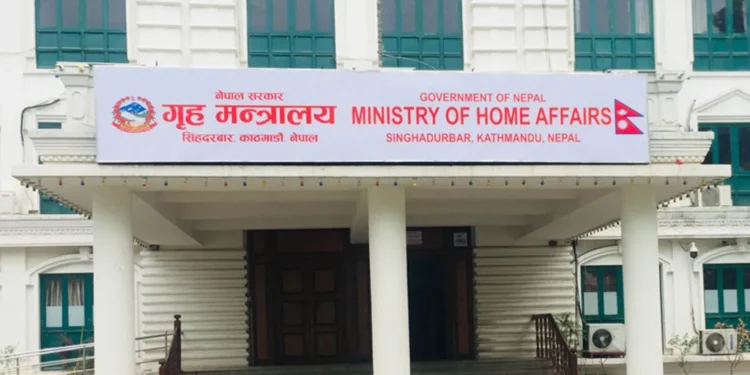 नेपाल सरकार
गृह मन्त्रालय
सिंहदरबार, काठमाडौं, नेपाल
GOVERNMENT OF NEPAL
MINISTRY OF HOME AFFAIRS
SINGHADURBAR, KATHMANDU, NEPAL